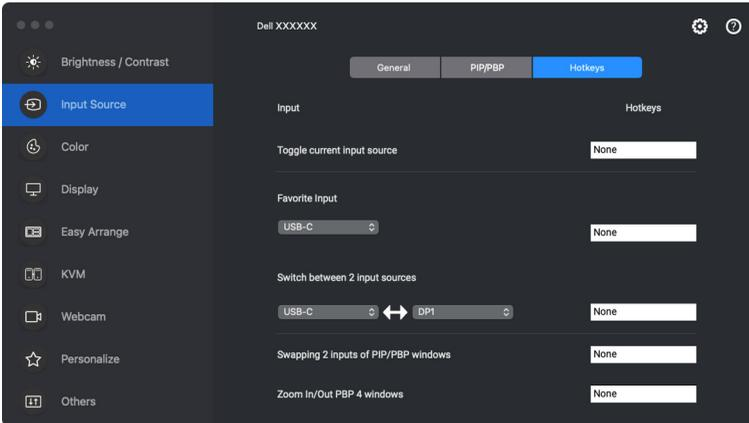 Dell XXXXXX
Brightness / Contrast
Input Source
Color
Display
Easy Arrange
KVM
Webcam
Personalize
Others
General PIP/PBP Hotkeys
Input Hotkeys
Toggle current input source None
Favorite Input
USB-C None
Switch between 2 input sources
USB-C DP1 None
Swapping 2 inputs of PIP/PBP windows None
Zoom In/Out PBP 4 windows None